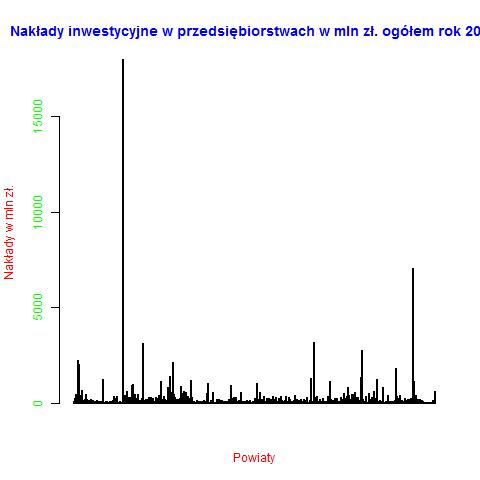 Nakłady inwestycyjne w przedsiębiorstwach w mln zł. ogółem rok 20
15000
10000
5000
0
Nakłady w mln zł.
Powiaty